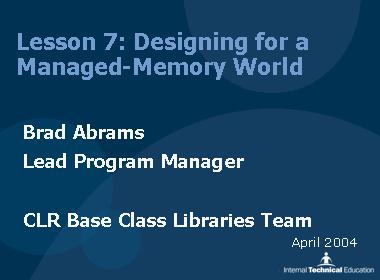 Lesson 7: Designing for a
Managed-Memory World
Brad Abrams
Lead Program Manager
CLR Base Class Libraries Team
April 2004
Internal Technical Education